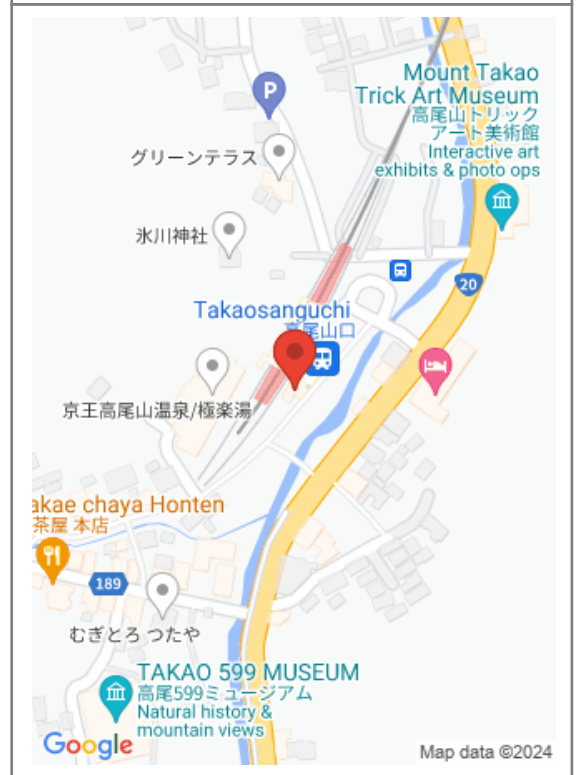 Mount Takao
Trick Art Museum
高尾山トリック
アート美術館
Interactive art
exhibits & photo ops
P
グリーンテラス
氷川神社
20
Takaosanguchi
高尾山口
京王高尾山温泉/極楽湯
akae chaya Honten
茶屋 本店
189
むぎとろ つたや
TAKAO 599 MUSEUM
高尾599ミュージアム
Natural history &
mountain views
Google
Map data ©2024